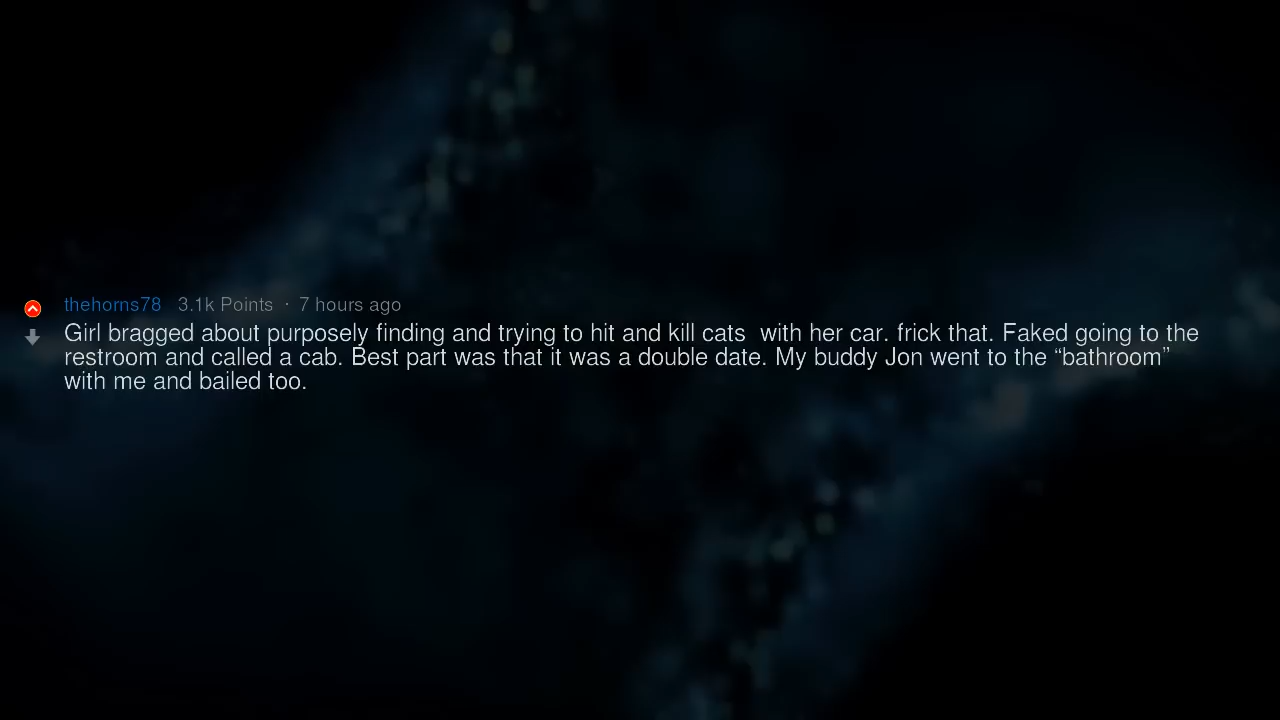 thehorns78 3.1k Points · 7 hours ago
Girl bragged about purposely finding and trying to hit and kill cats  with her car. frick that. Faked going to the
restroom and called a cab. Best part was that it was a double date. My buddy Jon went to the “bathroom”
with me and bailed too.